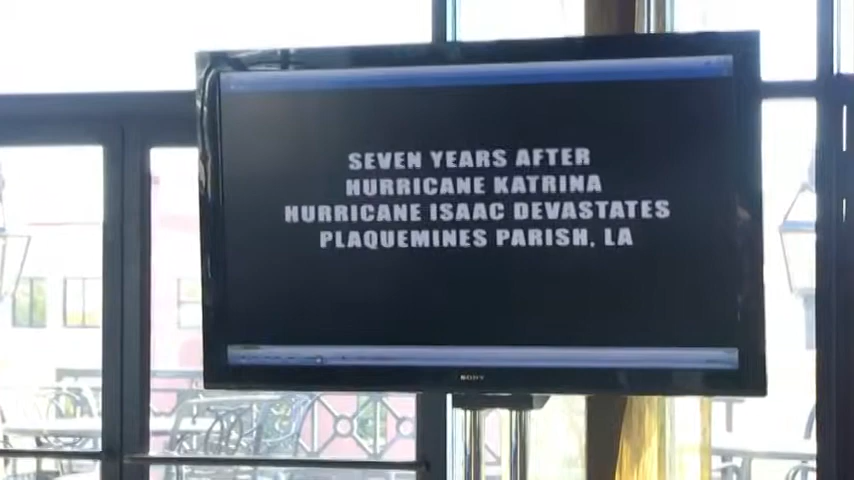 SEVEN YEARS AFTER
HURRICANE KATRINA
HURRICANE ISAAC DEVASTATES
PLAQUEMINES PARISH, LA
SONY